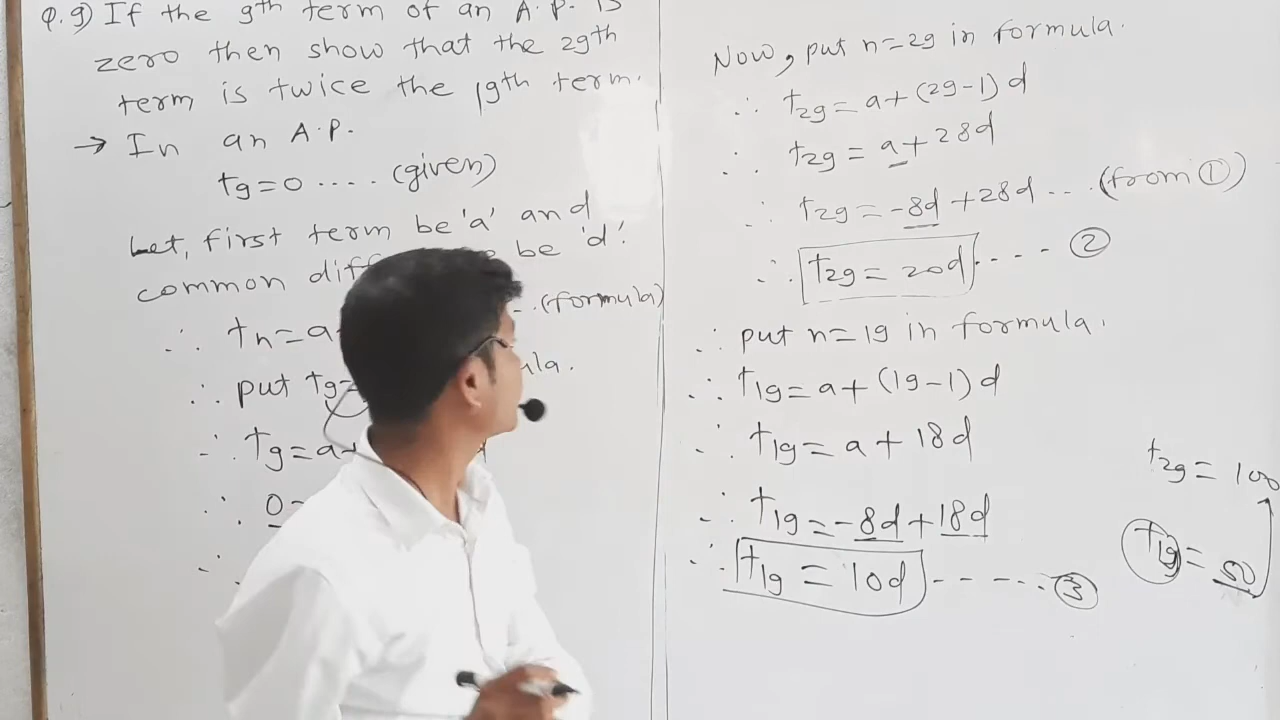 Q.9) If the 9th term of an A.P. is
zero then show that the 29th
term is twice the 19th term.
→ In an A.P.
t9=0 .... (given)
Let, first term be 'a' and
common be 'd'.
∴ tn=a (formula)
∴ put t9=
∴ t9=a+ d
∴ 0=
∴
Now, put n=29 in formula.
∴ t29=a+(29-1)d
∴ t29 = a+28d
∴ t29=-8d+28d ... (from ①)
∴ t29=20d .... ②
∴ put n=19 in formula.
∴ t19=a+(19-1)d
∴ t19=a+18d
∴ t19=-8d+18d
∴ t19=10d ------ ③
t29= 100
t19= 50